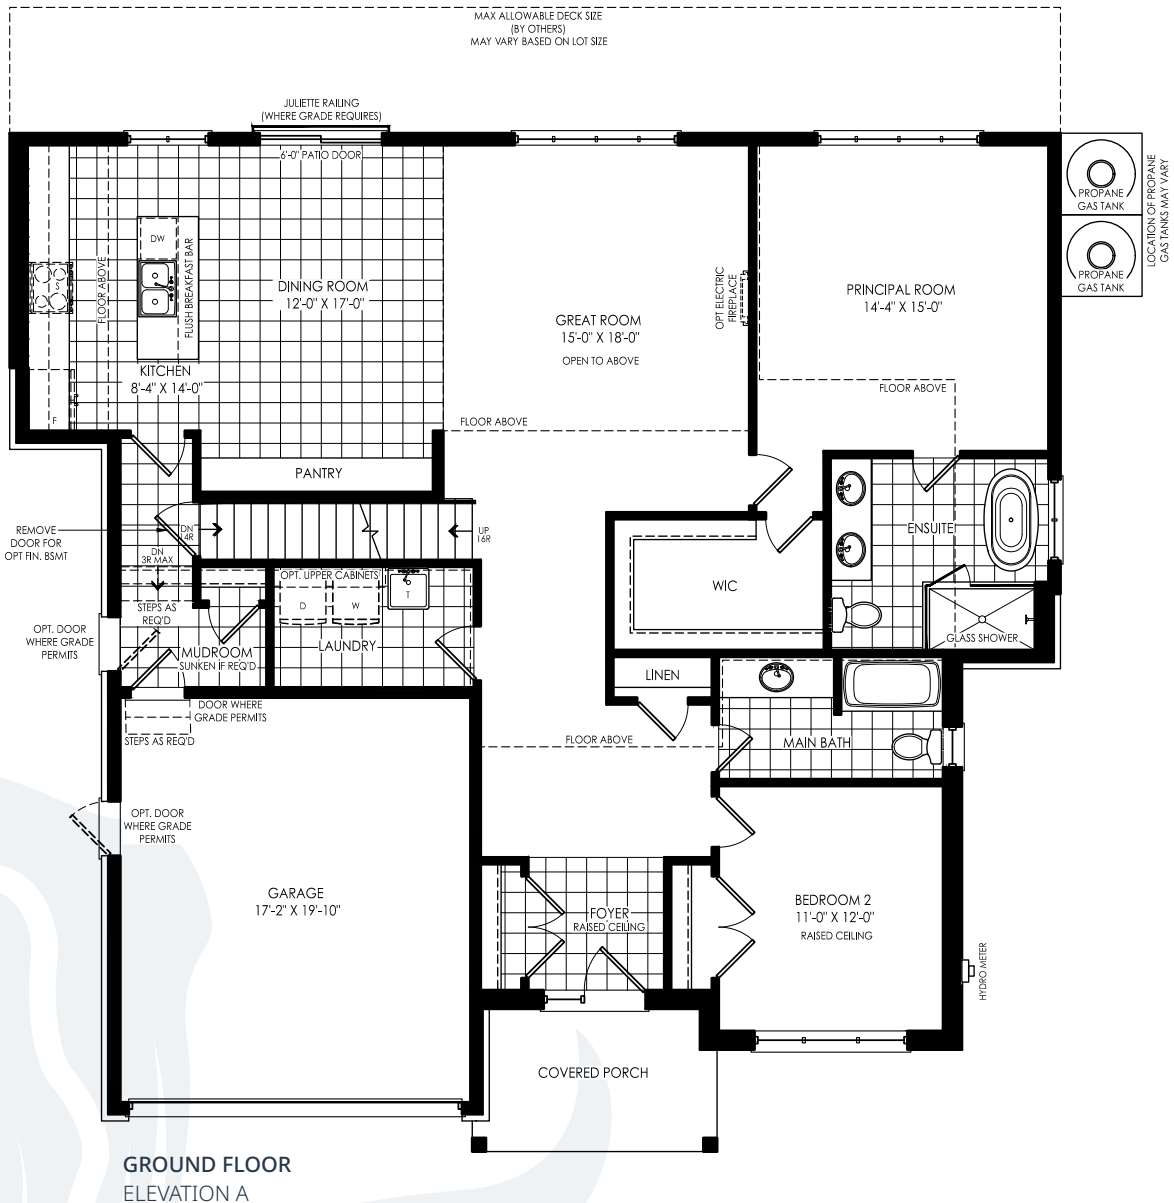 MAX ALLOWABLE DECK SIZE
(BY OTHERS)
MAY VARY BASED ON LOT SIZE
JULIETTE RAILING
(WHERE GRADE REQUIRES)
6'-0" PATIO DOOR
PROPANE
GAS TANK
PROPANE
GAS TANK
LOCATION OF PROPANE
GAS TANKS MAY VARY
DW
FLUSH BREAKFAST BAR
FLOOR ABOVE
S
DINING ROOM
12'-0" X 17'-0"
KITCHEN
8'-4" X 14'-0"
F
GREAT ROOM
15'-0" X 18'-0"
OPEN TO ABOVE
OPT ELECTRIC
FIREPLACE
PRINCIPAL ROOM
14'-4" X 15'-0"
FLOOR ABOVE
FLOOR ABOVE
PANTRY
REMOVE
DOOR FOR
OPT FIN. BSMT
DN
14R
UP
16R
DN
3R MAX
ENSUITE
WIC
GLASS SHOWER
OPT. UPPER CABINETS
D
W
T
LAUNDRY
STEPS AS
REQ'D
OPT. DOOR
WHERE GRADE
PERMITS
MUDROOM
SUNKEN IF REQ'D
LINEN
DOOR WHERE
GRADE PERMITS
STEPS AS REQ'D
FLOOR ABOVE
MAIN BATH
OPT. DOOR
WHERE GRADE
PERMITS
GARAGE
17'-2" X 19'-10"
FOYER
RAISED CEILING
BEDROOM 2
11'-0" X 12'-0"
RAISED CEILING
HYDRO METER
COVERED PORCH
GROUND FLOOR
ELEVATION A